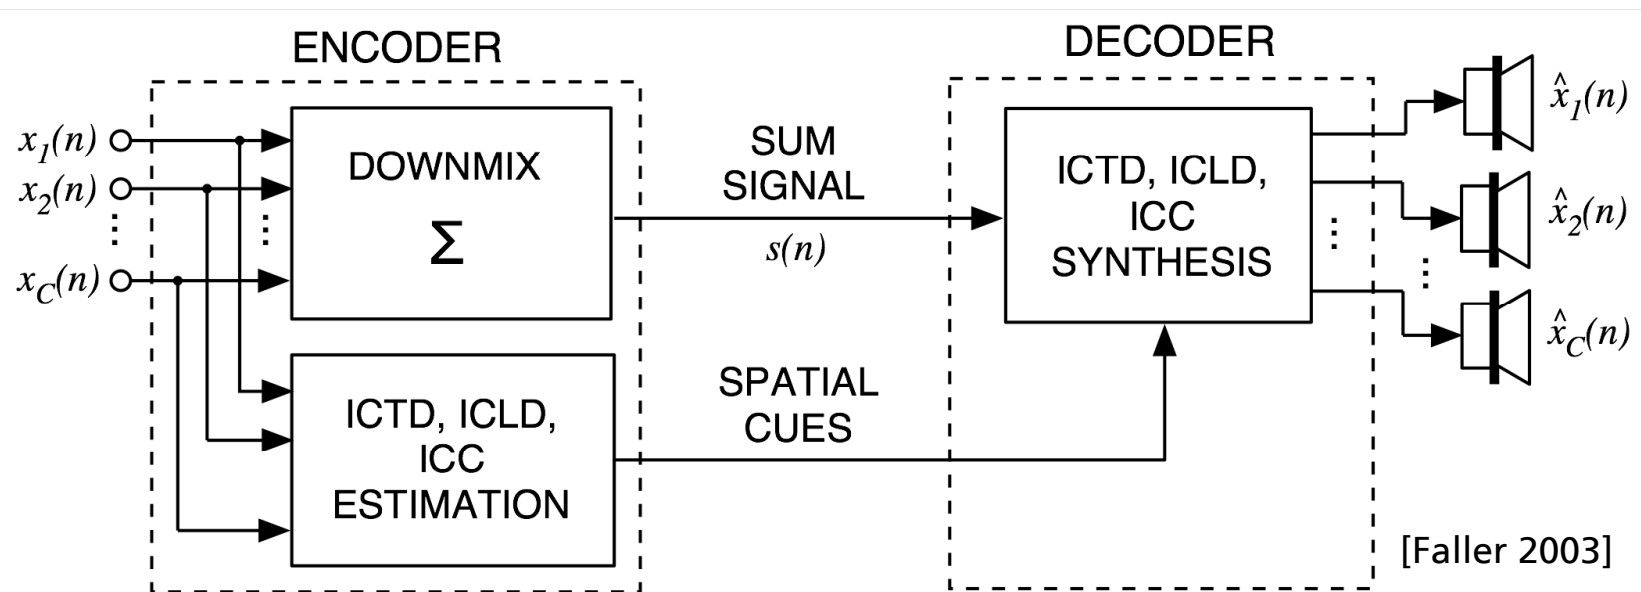 ENCODER
DECODER
x1(n)
x2(n)
⋮
xC(n)
DOWNMIX
⋮
Σ
ICTD, ICLD,
ICC
ESTIMATION
SUM
SIGNAL
s(n)
SPATIAL
CUES
ICTD, ICLD,
ICC
SYNTHESIS
⋮
x̂1(n)
x̂2(n)
⋮
x̂C(n)
[Faller 2003]